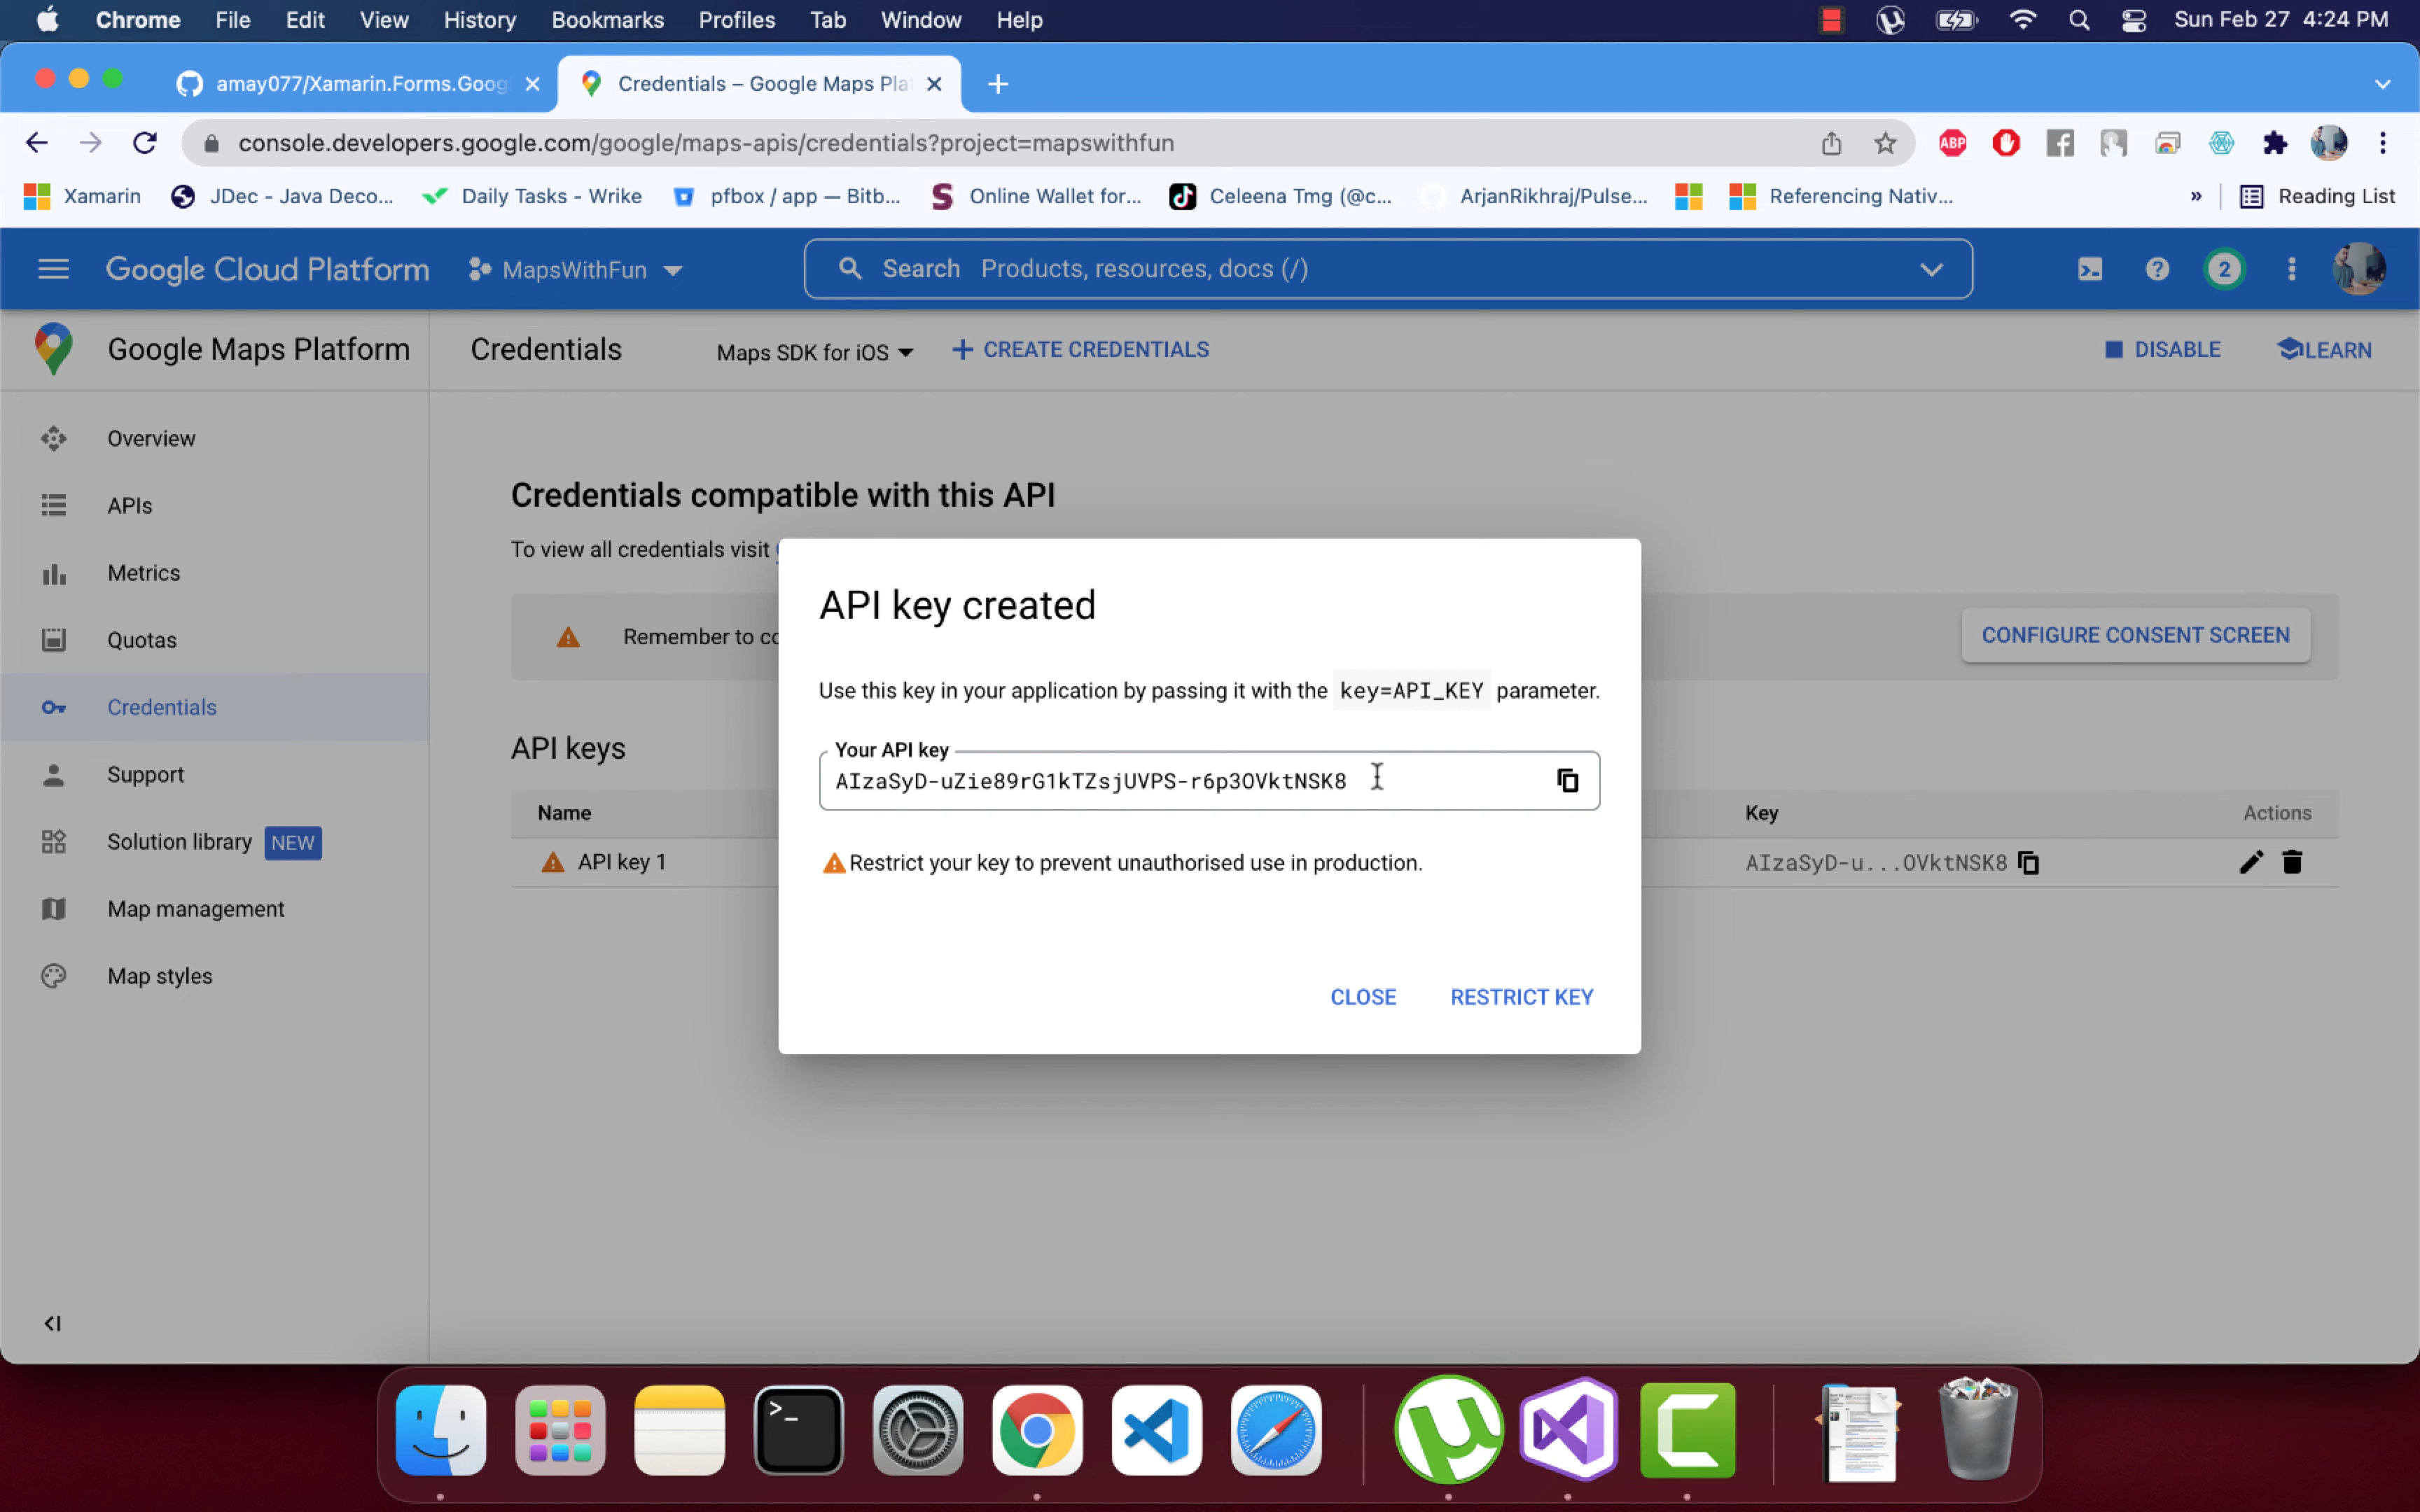 Chrome File Edit View History Bookmarks Profiles Tab Window Help Sun Feb 27 4:24 PM
amay077/Xamarin.Forms.Goog Credentials – Google Maps Pla
console.developers.google.com/google/maps-apis/credentials?project=mapswithfun
ABP
Xamarin JDec - Java Deco... Daily Tasks - Wrike pfbox / app — Bitb... Online Wallet for... Celeena Tmg (@c... ArjanRikhraj/Pulse... Referencing Nativ... » Reading List
Google Cloud Platform MapsWithFun Search Products, resources, docs (/) 2
Google Maps Platform Credentials Maps SDK for iOS + CREATE CREDENTIALS DISABLE LEARN
Overview
APIs
Metrics
Quotas
Credentials
Support
Solution library NEW
Map management
Map styles
Credentials compatible with this API
To view all credentials visit
Remember to co
CONFIGURE CONSENT SCREEN
API keys
Name Key Actions
API key 1 AIzaSyD-u...OVktNSK8
API key created
Use this key in your application by passing it with the key=API_KEY parameter.
Your API key
AIzaSyD-uZie89rG1kTZsjUVPS-r6p3OVktNSK8
Restrict your key to prevent unauthorised use in production.
CLOSE RESTRICT KEY